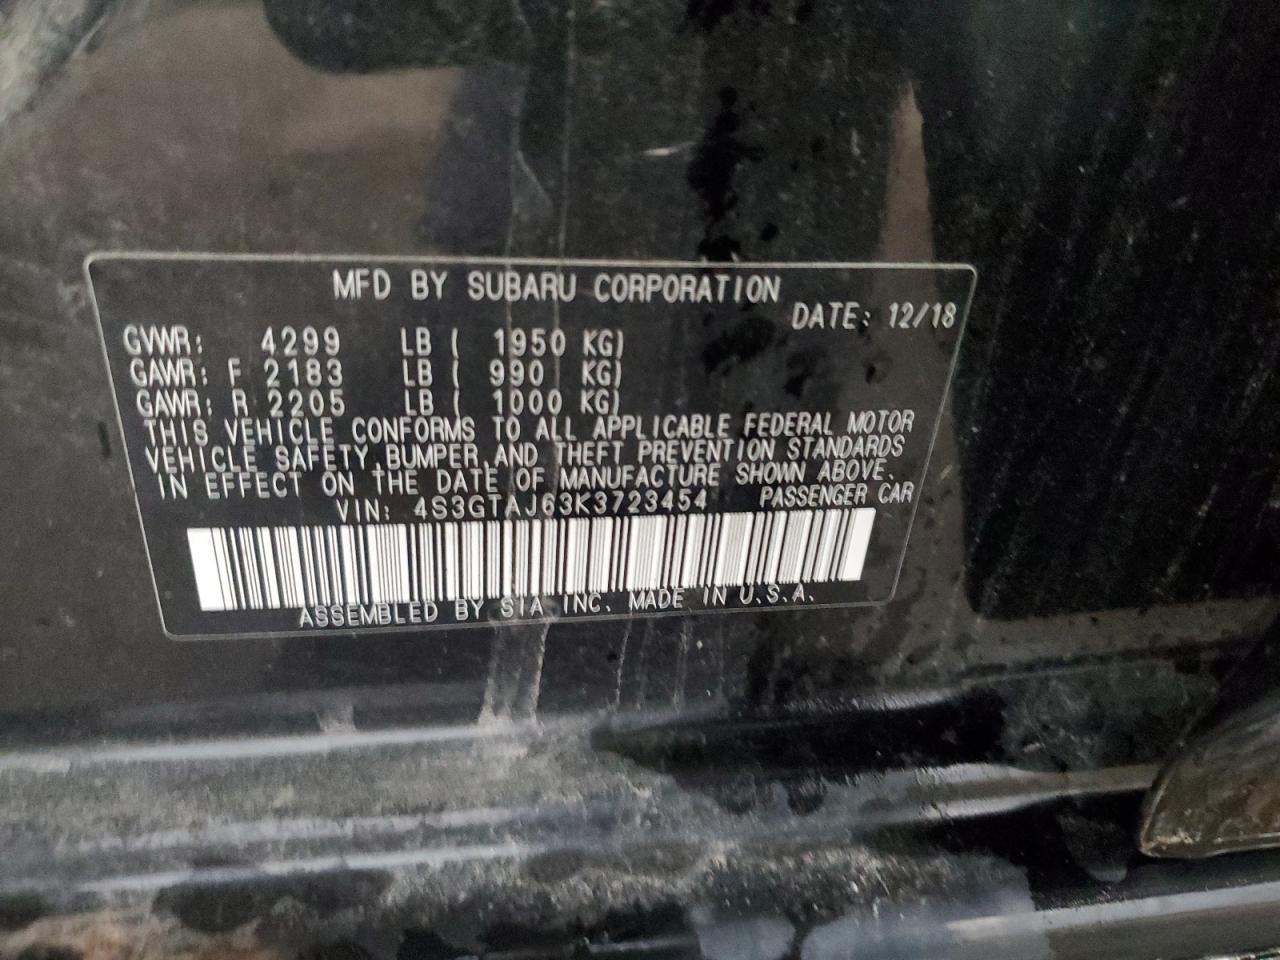 MFD BY SUBARU CORPORATION
DATE: 12/18
GVWR: 4299 LB ( 1950 KG)
GAWR: F 2183 LB ( 990 KG)
GAWR: R 2205 LB ( 1000 KG)
THIS VEHICLE CONFORMS TO ALL APPLICABLE FEDERAL MOTOR
VEHICLE SAFETY BUMPER AND THEFT PREVENTION STANDARDS
IN EFFECT ON THE DATE OF MANUFACTURE SHOWN ABOVE.
VIN: 4S3GTAJ63K3723454 PASSENGER CAR
ASSEMBLED BY SIA INC. MADE IN U.S.A.